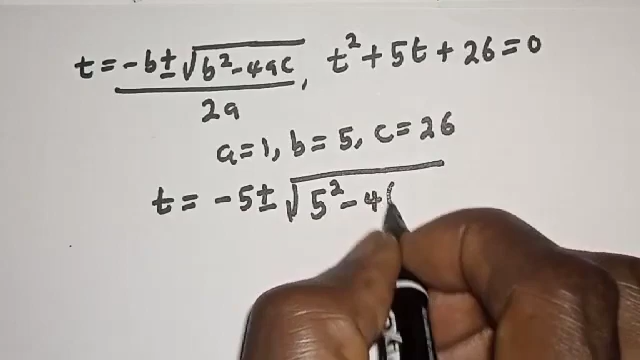 t = -b ± √b² - 4ac / 2a, t² + 5t + 26 = 0
a = 1, b = 5, c = 26
t = -5 ± √5² - 4(